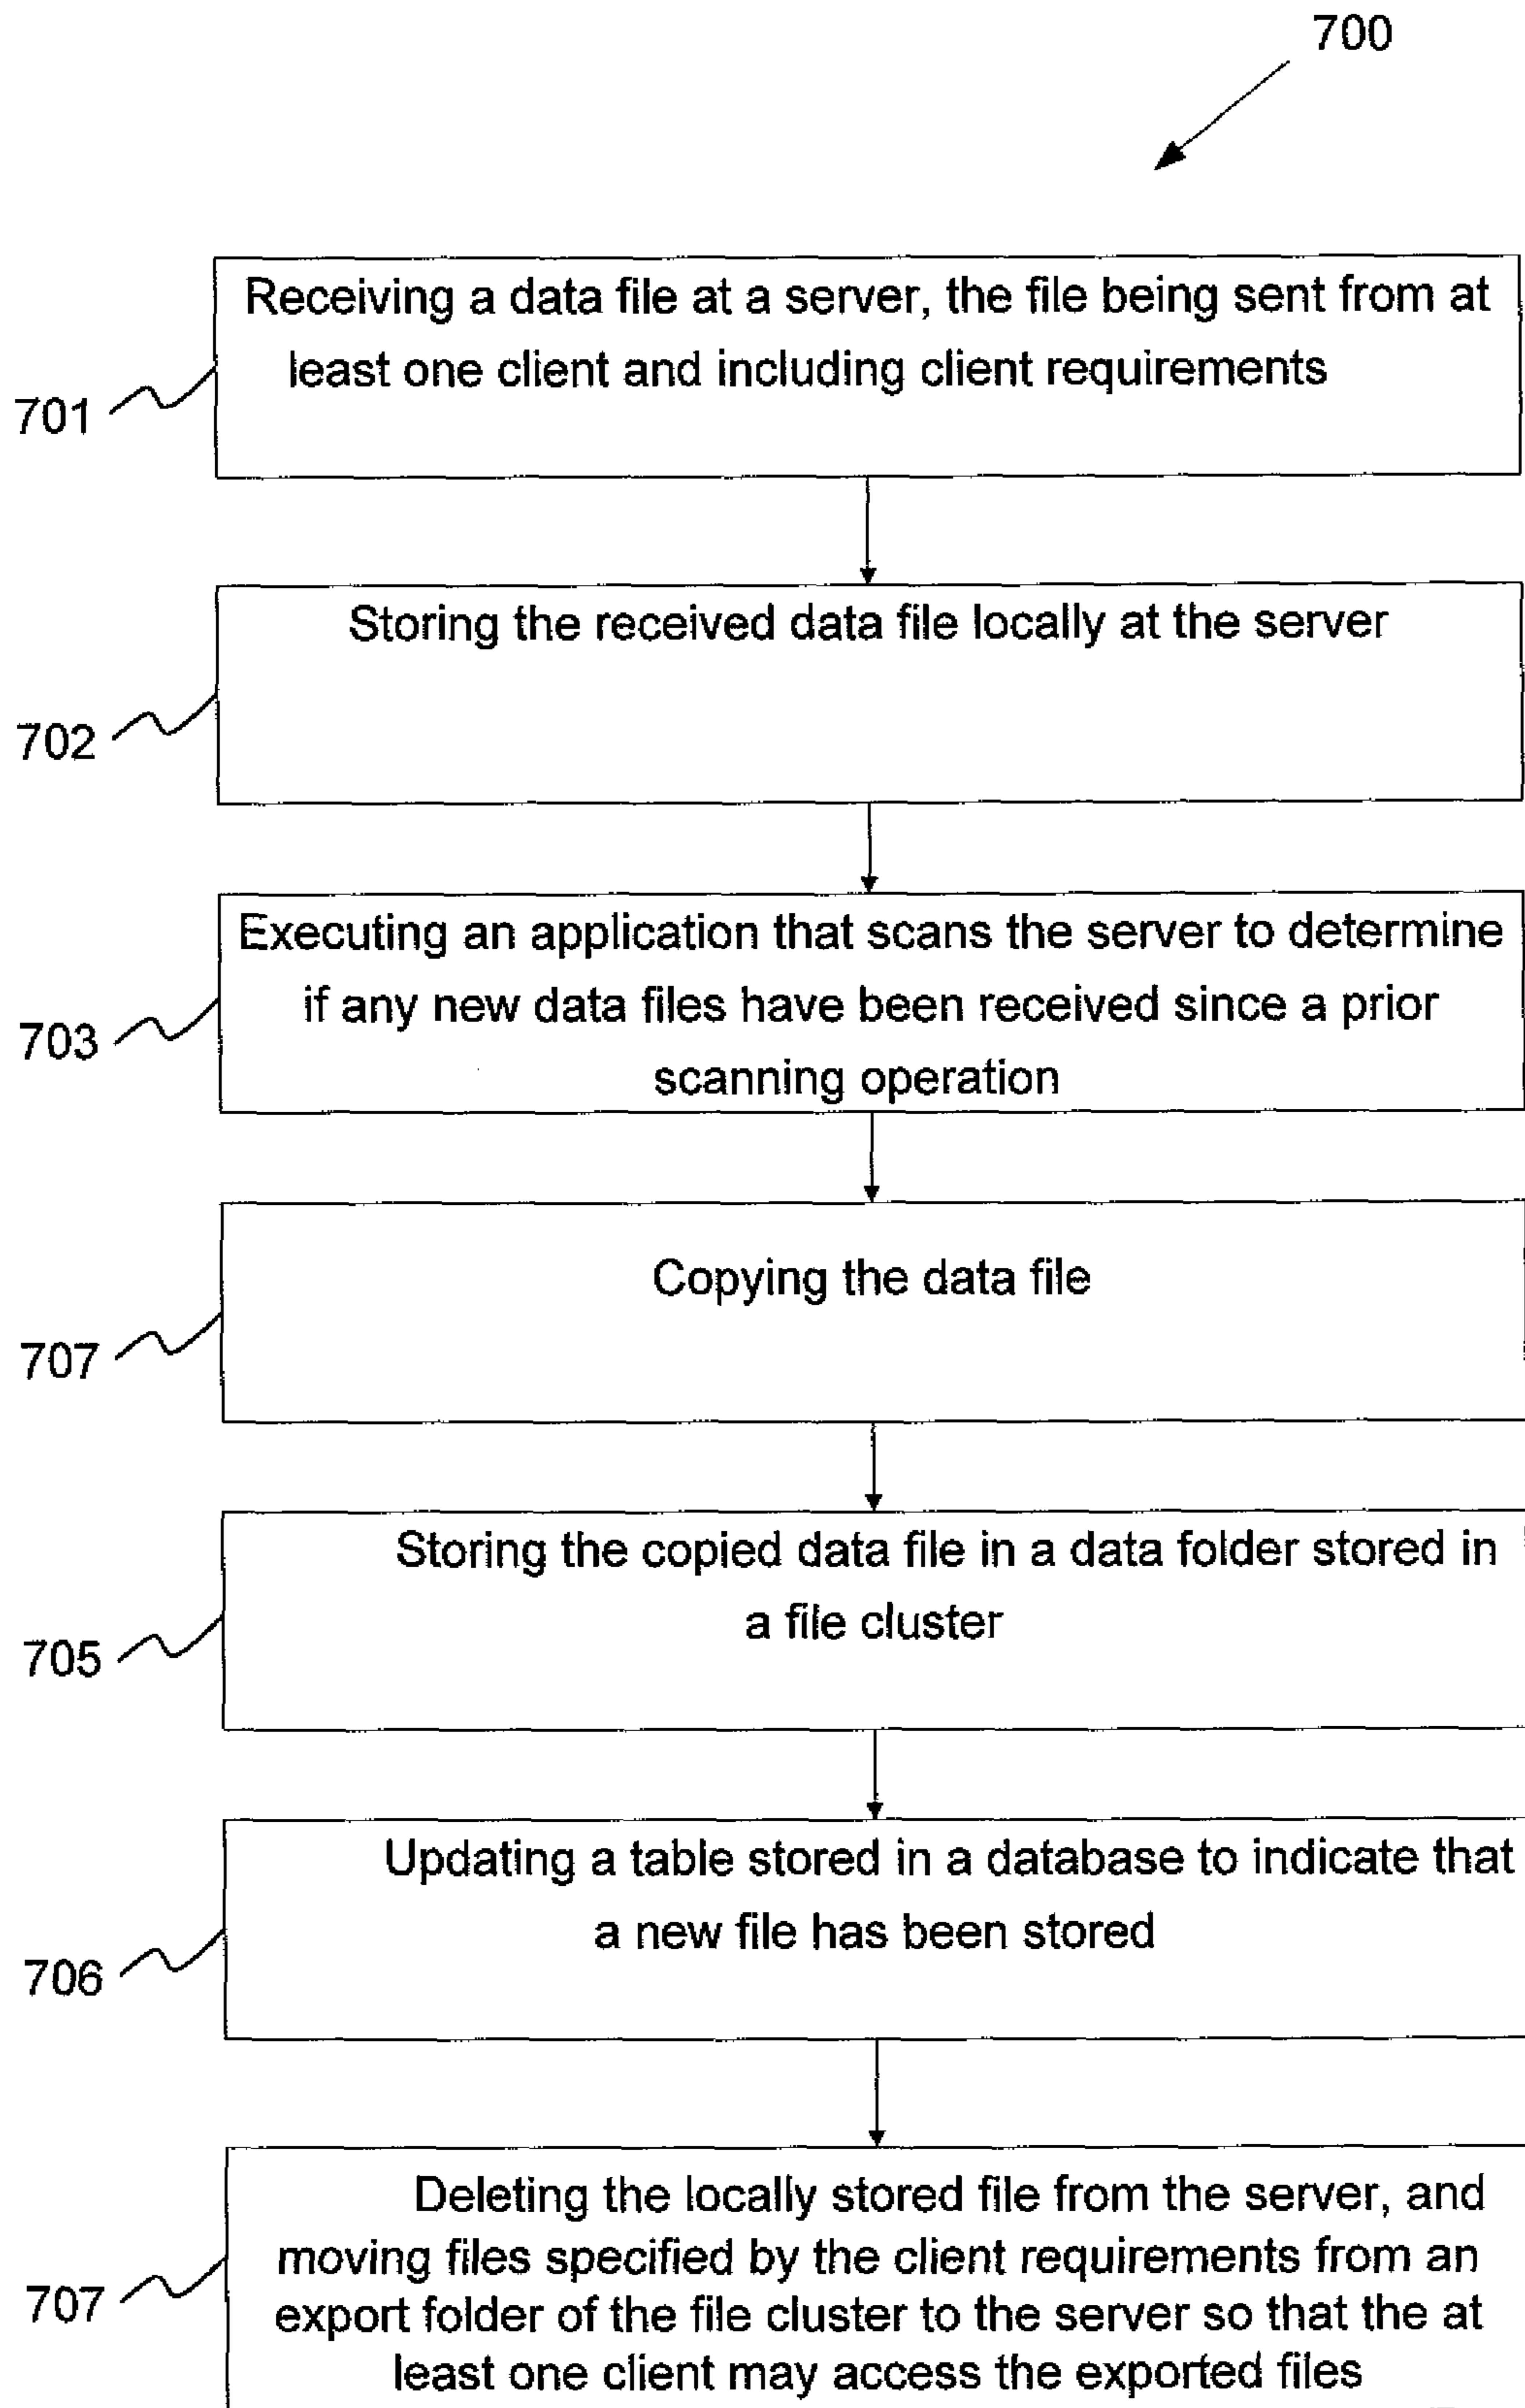 700
Receiving a data file at a server, the file being sent from at
least one client and including client requirements
701
Storing the received data file locally at the server
702
Executing an application that scans the server to determine
if any new data files have been received since a prior
scanning operation
703
Copying the data file
707
Storing the copied data file in a data folder stored in
a file cluster
705
Updating a table stored in a database to indicate that
a new file has been stored
706
Deleting the locally stored file from the server, and
moving files specified by the client requirements from an
export folder of the file cluster to the server so that the at
least one client may access the exported files
707